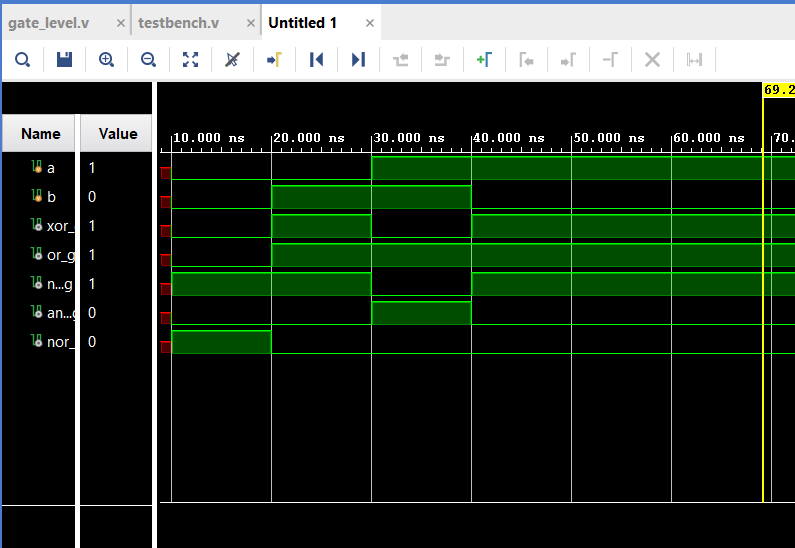 gate_level.v × testbench.v × Untitled 1 ×
69.2
Name Value
10.000 ns 20.000 ns 30.000 ns 40.000 ns 50.000 ns 60.000 ns 70.
a 1
b 0
xor_ 1
or_g 1
n...g 1
an... 0
nor_ 0